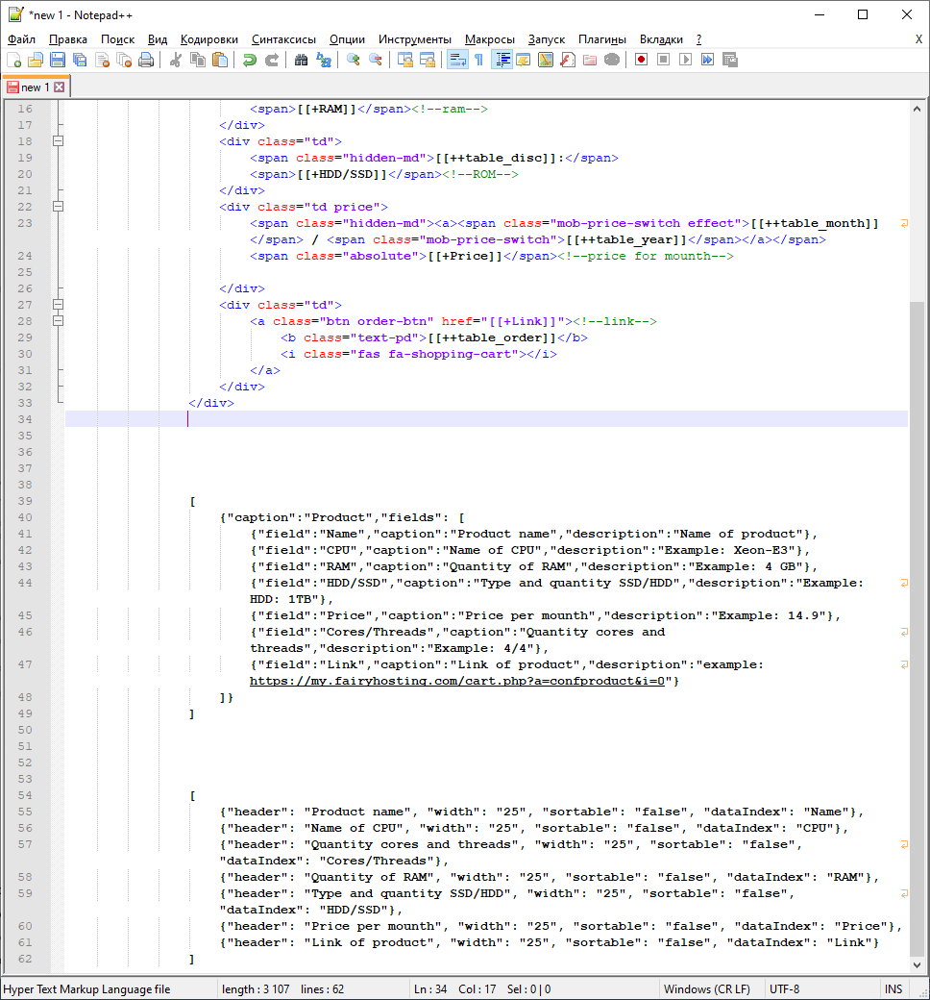 *new 1 - Notepad++
Файл Правка Поиск Вид Кодировки Синтаксисы Опции Инструменты Макросы Запуск Плагины Вкладки ? X
new 1
16 <span>[[+RAM]]</span><!--ram-->
17 </div>
18 <div class="td">
19 <span class="hidden-md">[[++table_disc]]:</span>
20 <span>[[+HDD/SSD]]</span><!--ROM-->
21 </div>
22 <div class="td price">
23 <span class="hidden-md"><a><span class="mob-price-switch effect">[[++table_month]]
</span> / <span class="mob-price-switch">[[++table_year]]</span></a></span>
24 <span class="absolute">[[+Price]]</span><!--price for mounth-->
25
26 </div>
27 <div class="td">
28 <a class="btn order-btn" href="[[+Link]]"><!--link-->
29 <b class="text-pd">[[++table_order]]</b>
30 <i class="fas fa-shopping-cart"></i>
31 </a>
32 </div>
33 </div>
34
35
36
37
38
39 [
40 {"caption":"Product","fields": [
41 {"field":"Name","caption":"Product name","description":"Name of product"},
42 {"field":"CPU","caption":"Name of CPU","description":"Example: Xeon-E3"},
43 {"field":"RAM","caption":"Quantity of RAM","description":"Example: 4 GB"},
44 {"field":"HDD/SSD","caption":"Type and quantity SSD/HDD","description":"Example:
HDD: 1TB"},
45 {"field":"Price","caption":"Price per mounth","description":"Example: 14.9"},
46 {"field":"Cores/Threads","caption":"Quantity cores and
threads","description":"Example: 4/4"},
47 {"field":"Link","caption":"Link of product","description":"example:
https://my.fairyhosting.com/cart.php?a=confproduct&i=0"}
48 ]}
49 ]
50
51
52
53
54 [
55 {"header": "Product name", "width": "25", "sortable": "false", "dataIndex": "Name"},
56 {"header": "Name of CPU", "width": "25", "sortable": "false", "dataIndex": "CPU"},
57 {"header": "Quantity cores and threads", "width": "25", "sortable": "false",
"dataIndex": "Cores/Threads"},
58 {"header": "Quantity of RAM", "width": "25", "sortable": "false", "dataIndex": "RAM"},
59 {"header": "Type and quantity SSD/HDD", "width": "25", "sortable": "false",
"dataIndex": "HDD/SSD"},
60 {"header": "Price per mounth", "width": "25", "sortable": "false", "dataIndex": "Price"},
61 {"header": "Link of product", "width": "25", "sortable": "false", "dataIndex": "Link"}
62 ]
Hyper Text Markup Language file length : 3 107 lines : 62 Ln : 34 Col : 17 Sel : 0 | 0 Windows (CR LF) UTF-8 INS